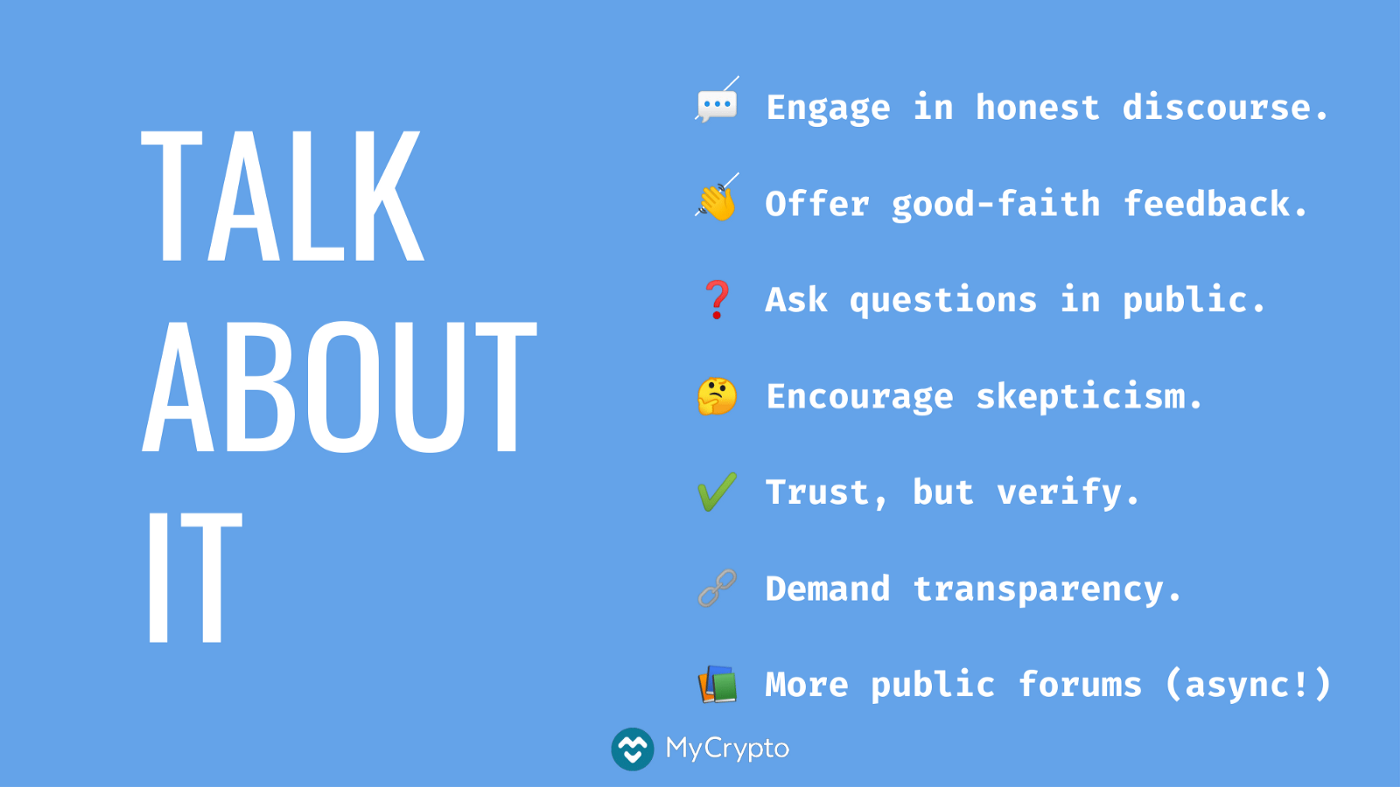 TALK
ABOUT
IT
Engage in honest discourse.
Offer good-faith feedback.
Ask questions in public.
Encourage skepticism.
Trust, but verify.
Demand transparency.
More public forums (async!)
MyCrypto